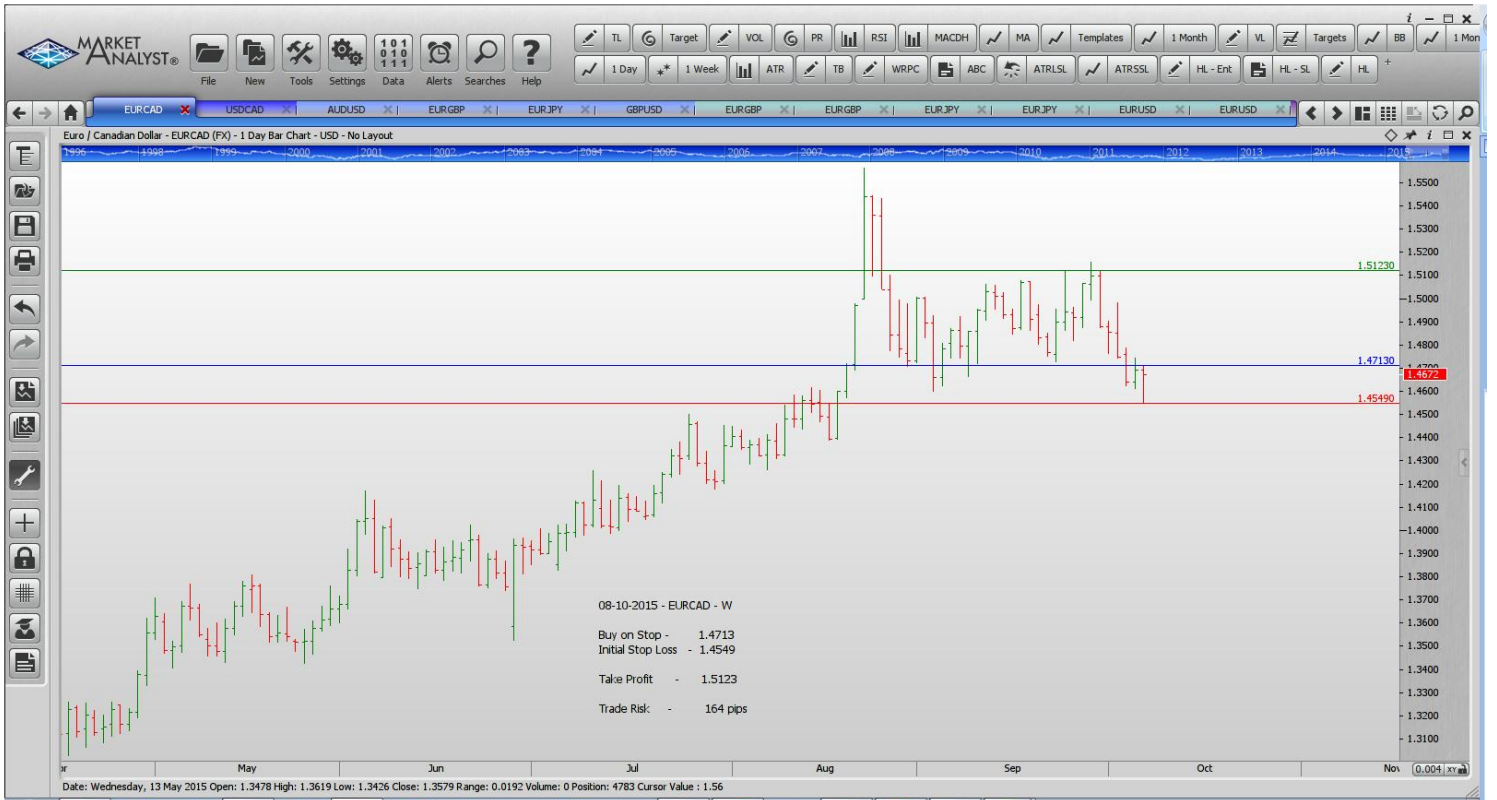 i
MARKET ANALYST®
File New Tools Settings Data Alerts Searches Help
TL Target VOL PR RSI MACDH MA Templates 1 Month VL Targets BB 1 Mon
1 Day 1 Week ATR TB WRPC ABC ATRLSL ATRSSL HL - Ent HL - SL HL +
EURCAD USDCAD AUDUSD EURGBP EURJPY GBPUSD EURGBP EURGBP EURJPY EURJPY EURUSD EURUSD
Euro / Canadian Dollar - EURCAD (FX) - 1 Day Bar Chart - USD - No Layout
1996 1998 1999 2000 2001 2002 2003 2004 2005 2006 2007 2008 2009 2010 2011 2012 2013 2014 2015
1.5500
1.5400
1.5300
1.5200
1.51230
1.5100
1.5000
1.4900
1.4800
1.47130
1.4700
1.4672
1.4600
1.45490
1.4500
1.4400
1.4300
1.4200
1.4100
1.4000
1.3900
1.3800
1.3700
1.3600
1.3500
1.3400
1.3300
1.3200
1.3100
08-10-2015 - EURCAD - W
Buy on Stop - 1.4713
Initial Stop Loss - 1.4549
Take Profit - 1.5123
Trade Risk - 164 pips
May Jun Jul Aug Sep Oct Nov
0.004 XY
Date: Wednesday, 13 May 2015 Open: 1.3478 High: 1.3619 Low: 1.3426 Close: 1.3579 Range: 0.0192 Volume: 0 Position: 4783 Cursor Value : 1.56